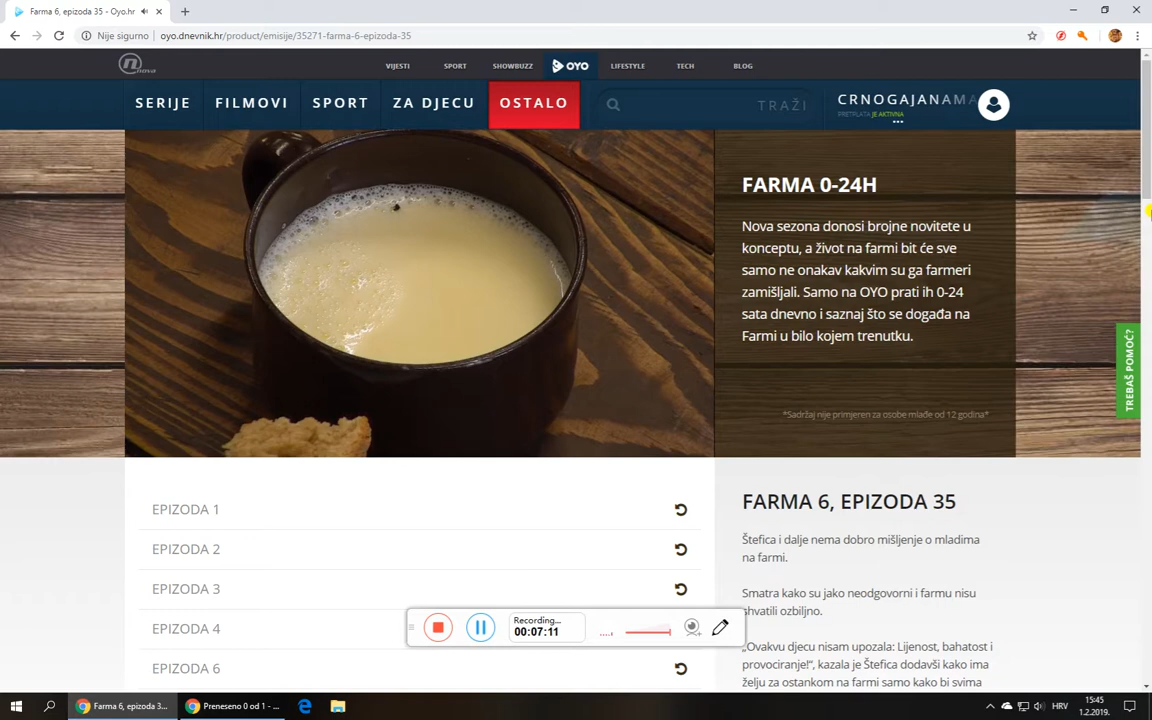 Farma 6, epizoda 35 - Oyo.hr
Nije sigurno
oyo.dnevnik.hr/product/emisije/35271-farma-6-epizoda-35
nova
VIJESTI
SPORT
SHOWBUZZ
OYO
LIFESTYLE
TECH
BLOG
SERIJE
FILMOVI
SPORT
ZA DJECU
OSTALO
TRAŽI
CRNOGAJANAMA
PRETPLATA JE AKTIVNA
FARMA 0-24H
Nova sezona donosi brojne novitete u
konceptu, a život na farmi bit će sve
samo ne onakav kakvim su ga farmeri
zamišljali. Samo na OYO prati ih 0-24
sata dnevno i saznaj što se događa na
Farmi u bilo kojem trenutku.
*Sadržaj nije primjeren za osobe mlađe od 12 godina*
TREBAŠ POMOĆ?
EPIZODA 1
EPIZODA 2
EPIZODA 3
EPIZODA 4
EPIZODA 6
FARMA 6, EPIZODA 35
Štefica i dalje nema dobro mišljenje o mladima
na farmi.
Smatra kako su jako neodgovorni i farmu nisu
shvatili ozbiljno.
„Ovakvu djecu nisam upozala: Lijenost, bahatost i
provociranje!“, kazala je Štefica dodavši kako ima
želju za ostankom na farmi samo kako bi svima
Recording...
00:07:11
Farma 6, epizoda 3...
Preneseno 0 od 1 - ...
HRV
15:45
1.2.2019.